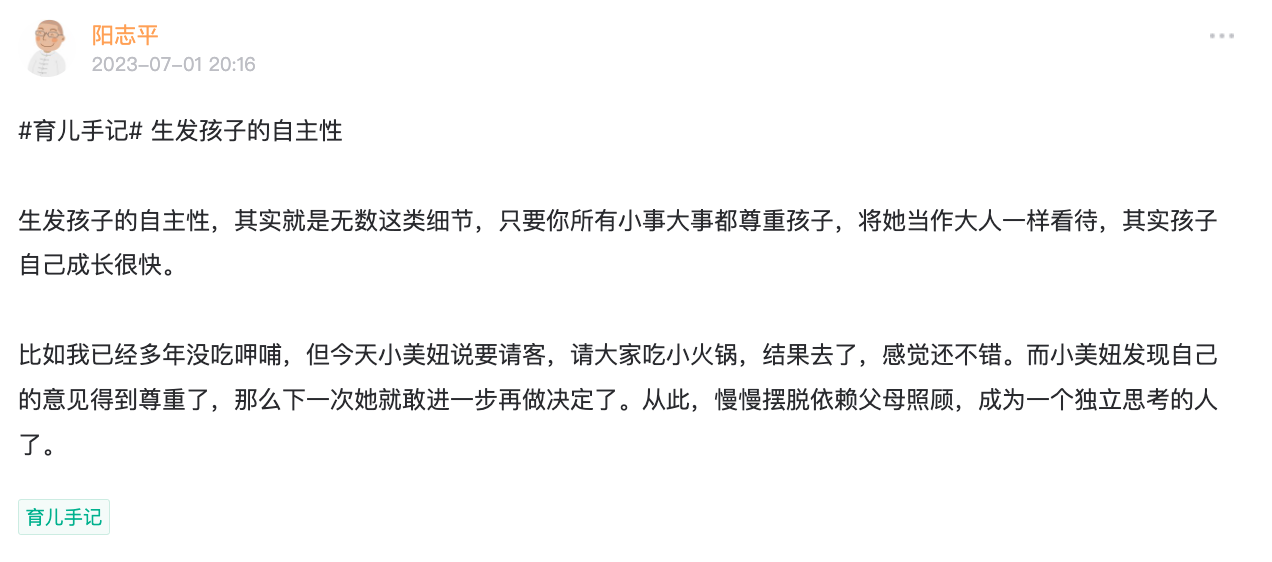 阳志平
2023-07-01 20:16
#育儿手记# 生发孩子的自主性
生发孩子的自主性，其实就是无数这类细节，只要你所有小事大事都尊重孩子，将她当作大人一样看待，其实孩子
自己成长很快。
比如我已经多年没吃呷哺，但今天小美妞说要请客，请大家吃小火锅，结果去了，感觉还不错。而小美妞发现自己
的意见得到尊重了，那么下一次她就敢进一步再做决定了。从此，慢慢摆脱依赖父母照顾，成为一个独立思考的人
了。
育儿手记